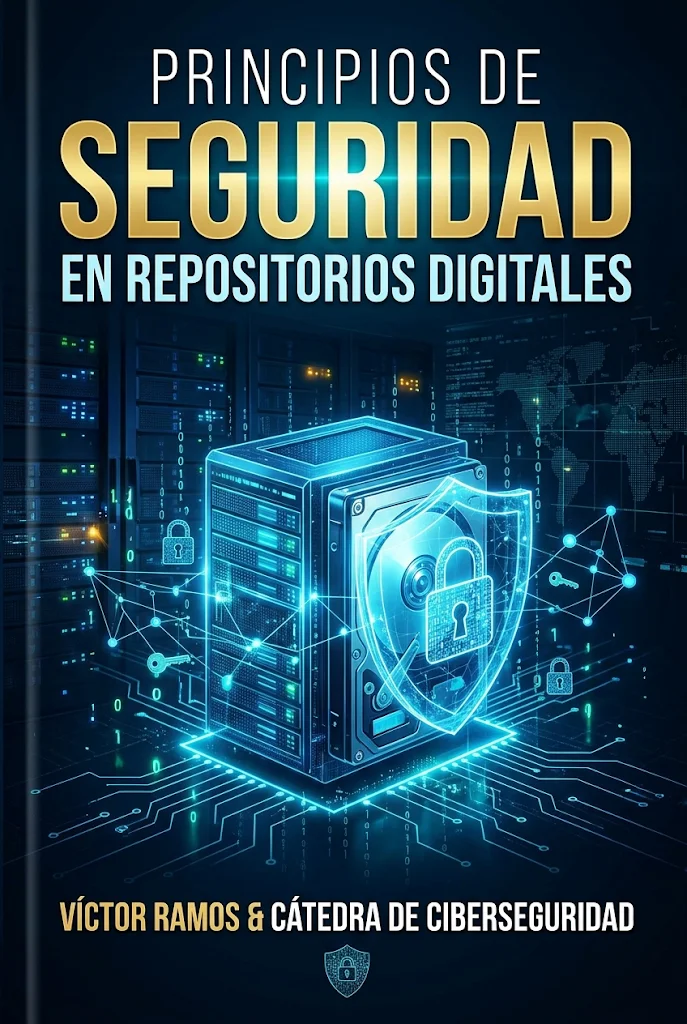 PRINCIPIOS DE
SEGURIDAD
EN REPOSITORIOS DIGITALES
VÍCTOR RAMOS & CÁTEDRA DE CIBERSEGURIDAD